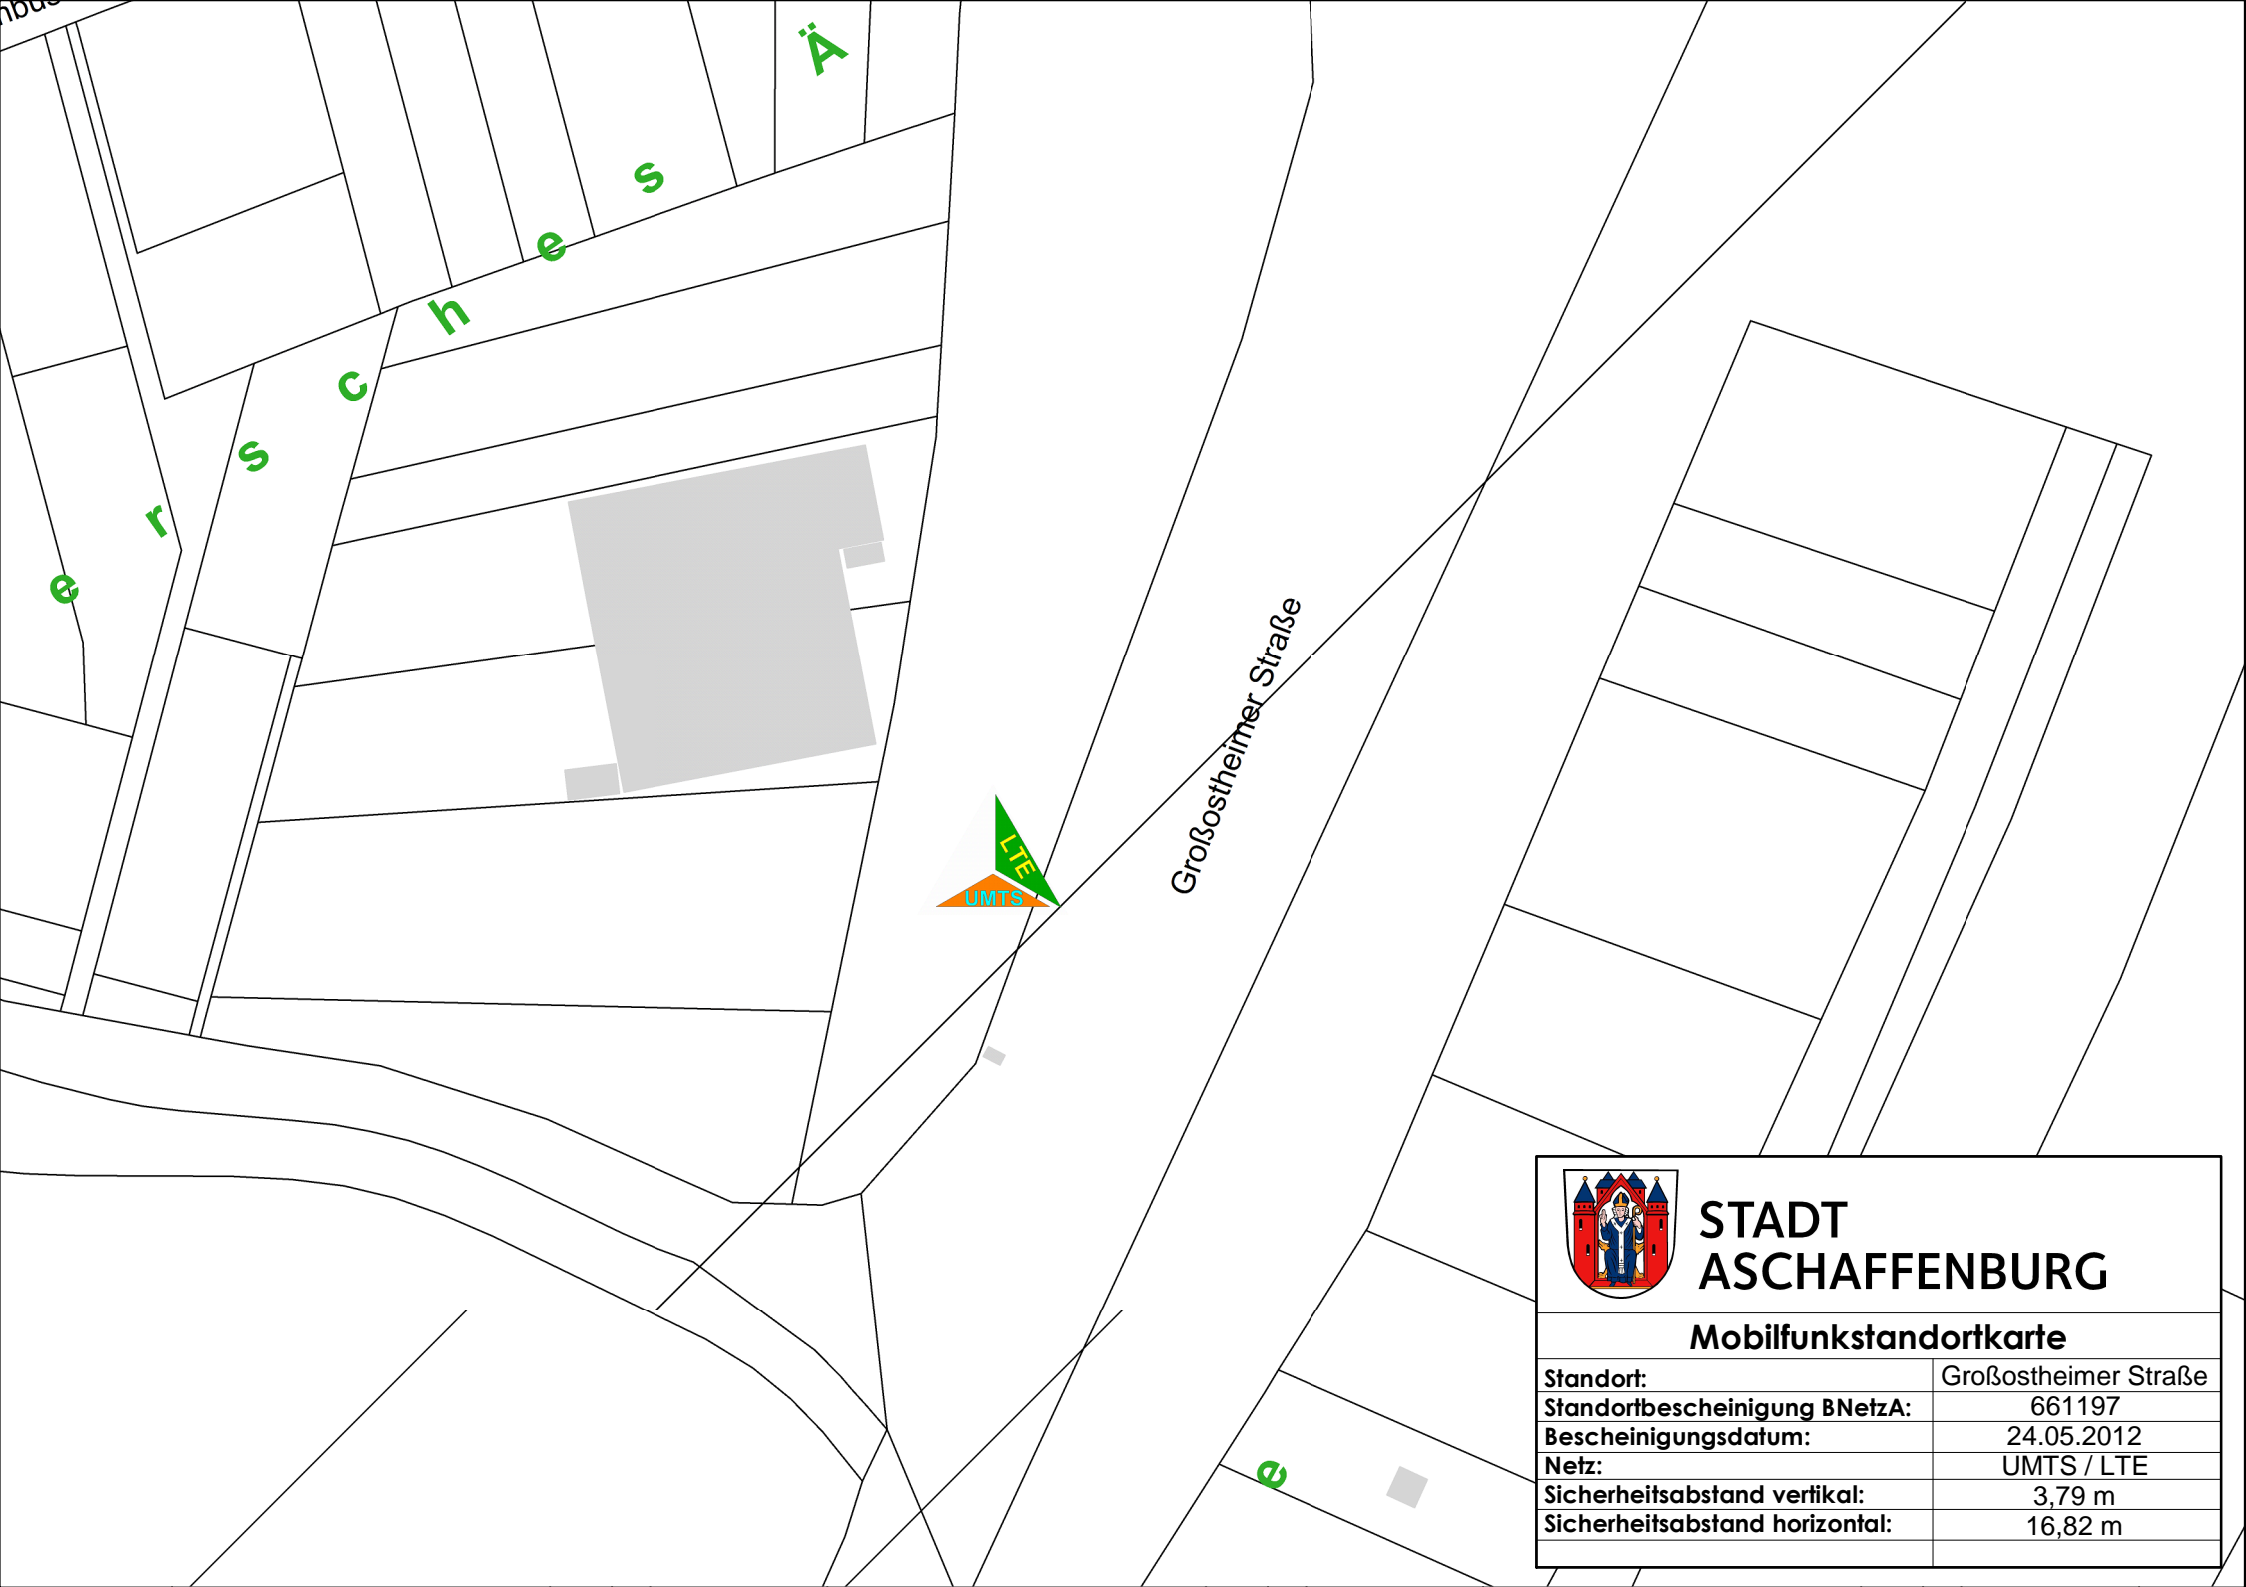 Ä
s
e
h
c
s
r
e
Großostheimer Straße
LTE
UMTS
e
STADT
ASCHAFFENBURG
Mobilfunkstandortkarte
Standort: Großostheimer Straße
Standortbescheinigung BNetzA: 661197
Bescheinigungsdatum: 24.05.2012
Netz: UMTS / LTE
Sicherheitsabstand vertikal: 3,79 m
Sicherheitsabstand horizontal: 16,82 m